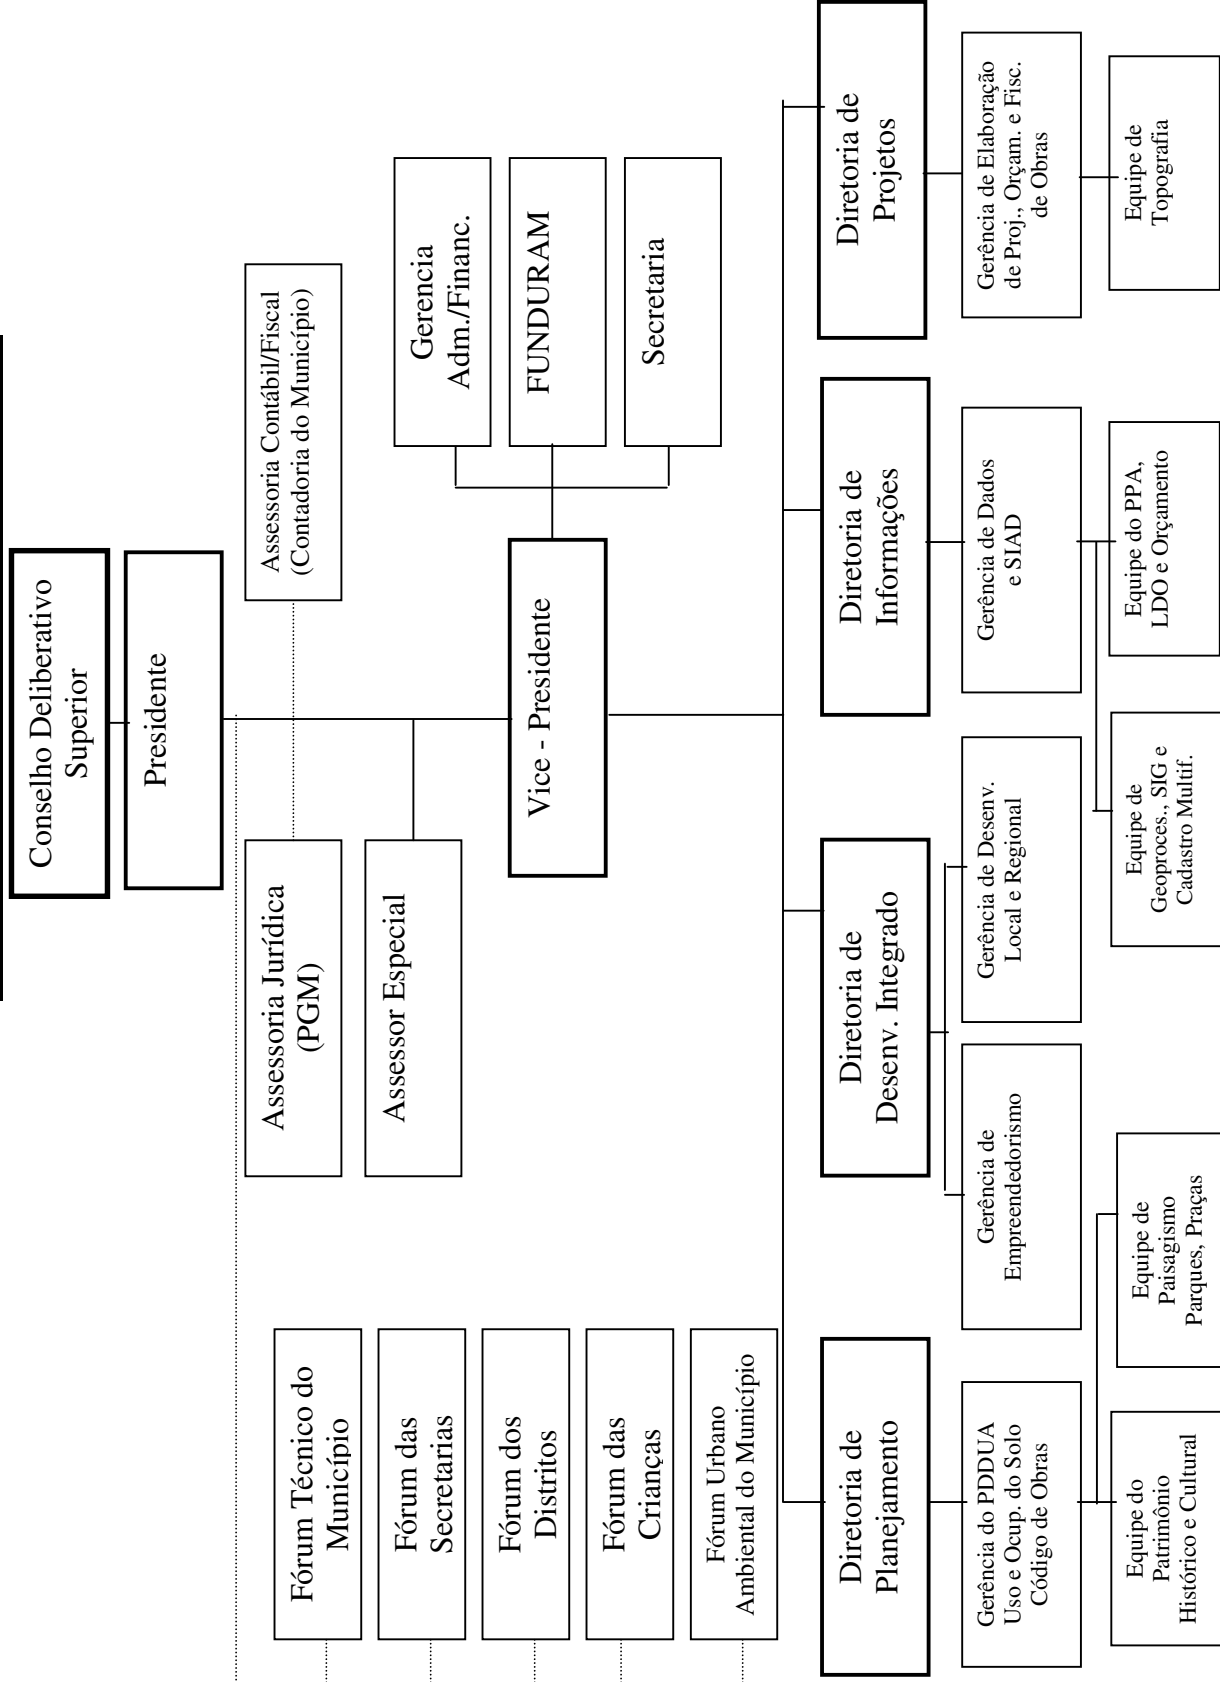 Conselho Deliberativo
Superior
Presidente
Assessoria Jurídica
(PGM)
Assessoria Contábil/Fiscal
(Contadoria do Município)
Assessor Especial
Gerencia
Adm./Financ.
FUNDURAM
Secretaria
Vice - Presidente
Fórum Técnico do
Município
Fórum das
Secretarias
Fórum dos
Distritos
Fórum das
Crianças
Fórum Urbano
Ambiental do Município
Diretoria de
Planejamento
Diretoria de
Desenv. Integrado
Diretoria de
Informações
Diretoria de
Projetos
Gerência do PDDUA
Uso e Ocup. do Solo
Código de Obras
Gerência de
Empreendedorismo
Gerência de Desenv.
Local e Regional
Gerência de Dados
e SIAD
Gerência de Elaboração
de Proj., Orçam. e Fisc.
de Obras
Equipe do
Patrimônio
Histórico e Cultural
Equipe de
Paisagismo
Parques, Praças
Equipe de
Geoproces., SIG e
Cadastro Multif.
Equipe do PPA,
LDO e Orçamento
Equipe de
Topografia